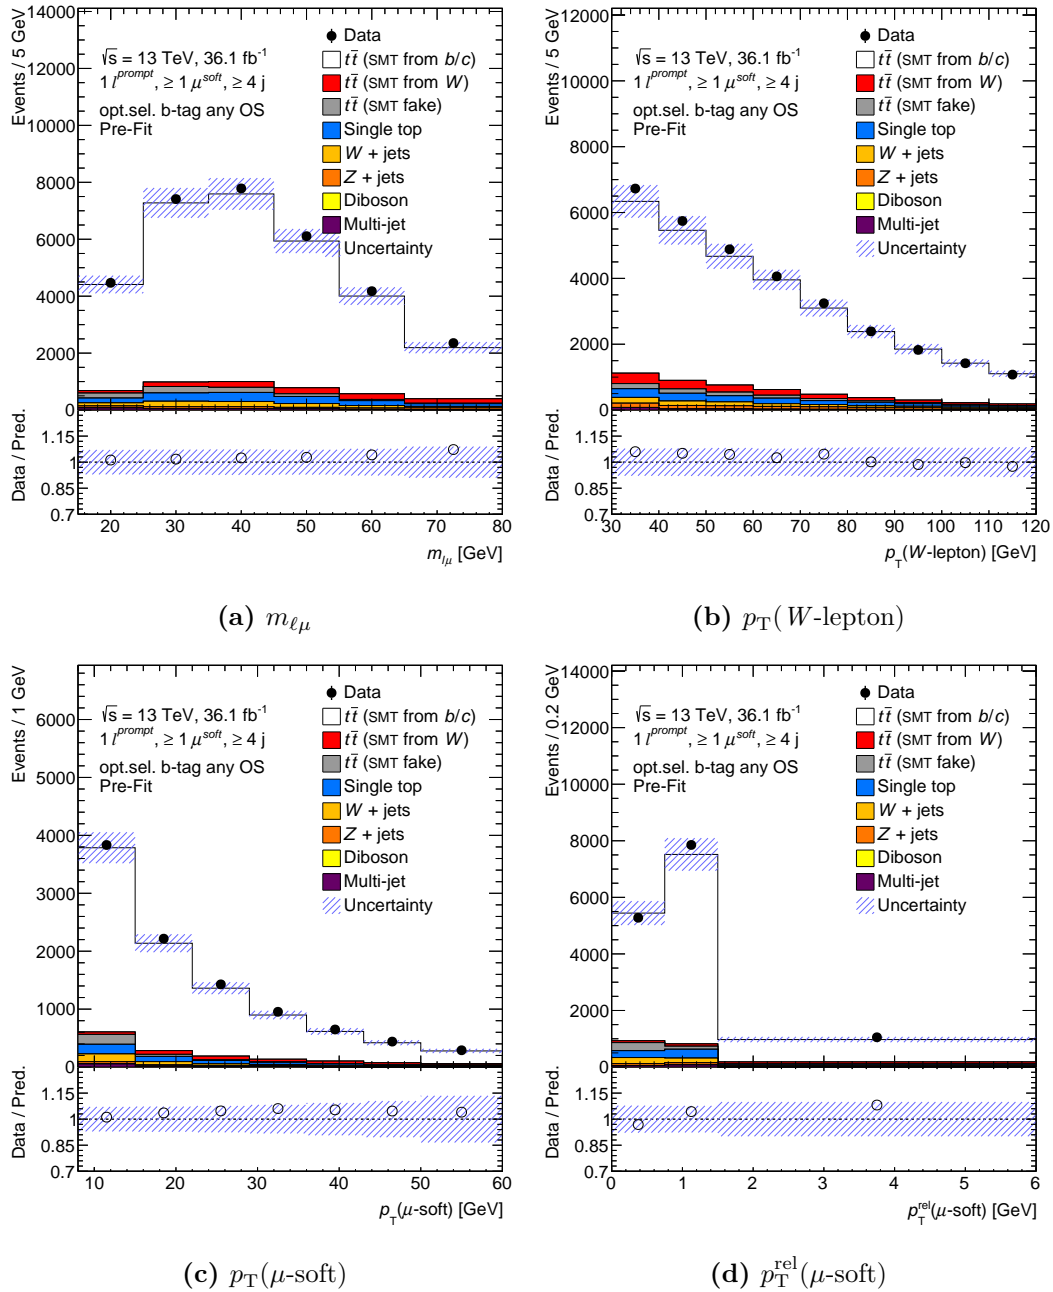 Events / 5 GeV
14000
12000
10000
8000
6000
4000
2000
0
√s = 13 TeV, 36.1 fb⁻¹
1 l^prompt, ≥ 1 μ^soft, ≥ 4 j
opt.sel. b-tag any OS
Pre-Fit
Data
tt̄ (SMT from b/c)
tt̄ (SMT from W)
tt̄ (SMT fake)
Single top
W + jets
Z + jets
Diboson
Multi-jet
Uncertainty
Data / Pred.
1.15
1
0.85
0.7
20 30 40 50 60 70 80
m_lμ [GeV]
(a) m_ℓμ
Events / 5 GeV
12000
10000
8000
6000
4000
2000
0
√s = 13 TeV, 36.1 fb⁻¹
1 l^prompt, ≥ 1 μ^soft, ≥ 4 j
opt.sel. b-tag any OS
Pre-Fit
Data
tt̄ (SMT from b/c)
tt̄ (SMT from W)
tt̄ (SMT fake)
Single top
W + jets
Z + jets
Diboson
Multi-jet
Uncertainty
Data / Pred.
1.15
1
0.85
0.7
30 40 50 60 70 80 90 100 110 120
p_T(W-lepton) [GeV]
(b) p_T(W-lepton)
Events / 1 GeV
6000
5000
4000
3000
2000
1000
0
√s = 13 TeV, 36.1 fb⁻¹
1 l^prompt, ≥ 1 μ^soft, ≥ 4 j
opt.sel. b-tag any OS
Pre-Fit
Data
tt̄ (SMT from b/c)
tt̄ (SMT from W)
tt̄ (SMT fake)
Single top
W + jets
Z + jets
Diboson
Multi-jet
Uncertainty
Data / Pred.
1.15
1
0.85
0.7
10 20 30 40 50 60
p_T(μ-soft) [GeV]
(c) p_T(μ-soft)
Events / 0.2 GeV
14000
12000
10000
8000
6000
4000
2000
0
√s = 13 TeV, 36.1 fb⁻¹
1 l^prompt, ≥ 1 μ^soft, ≥ 4 j
opt.sel. b-tag any OS
Pre-Fit
Data
tt̄ (SMT from b/c)
tt̄ (SMT from W)
tt̄ (SMT fake)
Single top
W + jets
Z + jets
Diboson
Multi-jet
Uncertainty
Data / Pred.
1.15
1
0.85
0.7
0 1 2 3 4 5 6
p_T^rel(μ-soft) [GeV]
(d) p_T^rel(μ-soft)